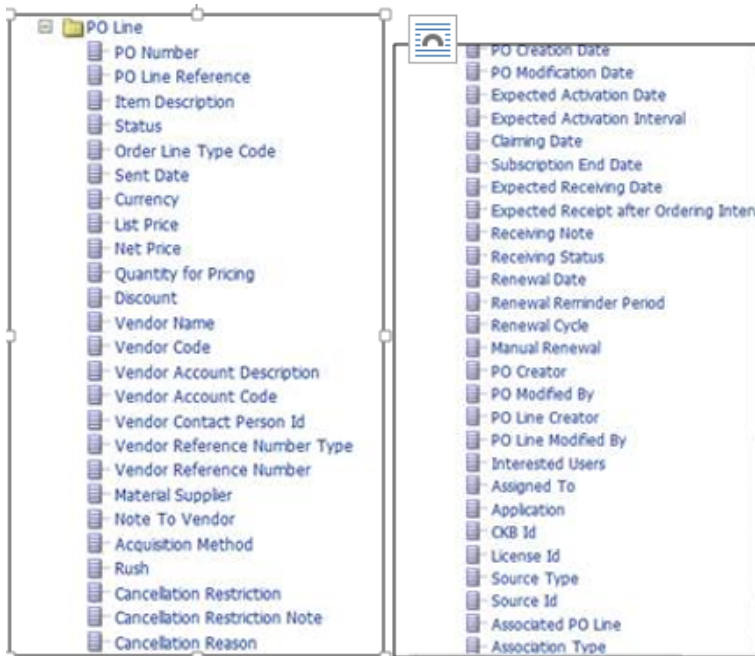 PO Line
PO Number
PO Line Reference
Item Description
Status
Order Line Type Code
Sent Date
Currency
List Price
Net Price
Quantity for Pricing
Discount
Vendor Name
Vendor Code
Vendor Account Description
Vendor Account Code
Vendor Contact Person Id
Vendor Reference Number Type
Vendor Reference Number
Material Supplier
Note To Vendor
Acquisition Method
Rush
Cancellation Restriction
Cancellation Restriction Note
Cancellation Reason
PO Creation Date
PO Modification Date
Expected Activation Date
Expected Activation Interval
Claiming Date
Subscription End Date
Expected Receiving Date
Expected Receipt after Ordering Inter
Receiving Note
Receiving Status
Renewal Date
Renewal Reminder Period
Renewal Cycle
Manual Renewal
PO Creator
PO Modified By
PO Line Creator
PO Line Modified By
Interested Users
Assigned To
Application
CKB Id
License Id
Source Type
Source Id
Associated PO Line
Association Type